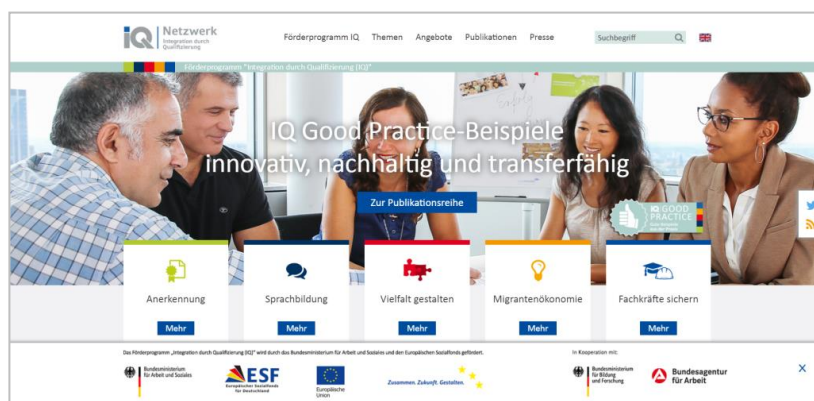 iQ Netzwerk
Integration durch
Qualifizierung
Förderprogramm IQ Themen Angebote Publikationen Presse
Suchbegriff
Förderprogramm "Integration durch Qualifizierung (IQ)"
IQ Good Practice-Beispiele
innovativ, nachhaltig und transferfähig
Zur Publikationsreihe
IQ GOOD
PRACTICE
Anerkennung
Sprachbildung
Vielfalt gestalten
Migrantenökonomie
Fachkräfte sichern
Mehr
Mehr
Mehr
Mehr
Mehr
Das Förderprogramm „Integration durch Qualifizierung (IQ)" wird durch das Bundesministerium für Arbeit und Soziales und den Europäischen Sozialfonds gefördert.
In Kooperation mit:
X
Bundesministerium
für Arbeit und Soziales
ESF
Europäischer Sozialfonds
für Deutschland
Europäische
Union
Zusammen. Zukunft. Gestalten.
Bundesministerium
für Bildung
und Forschung
Bundesagentur
für Arbeit